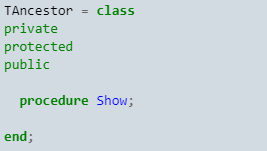 TAncestor = class
private
protected
public
procedure Show;
end;